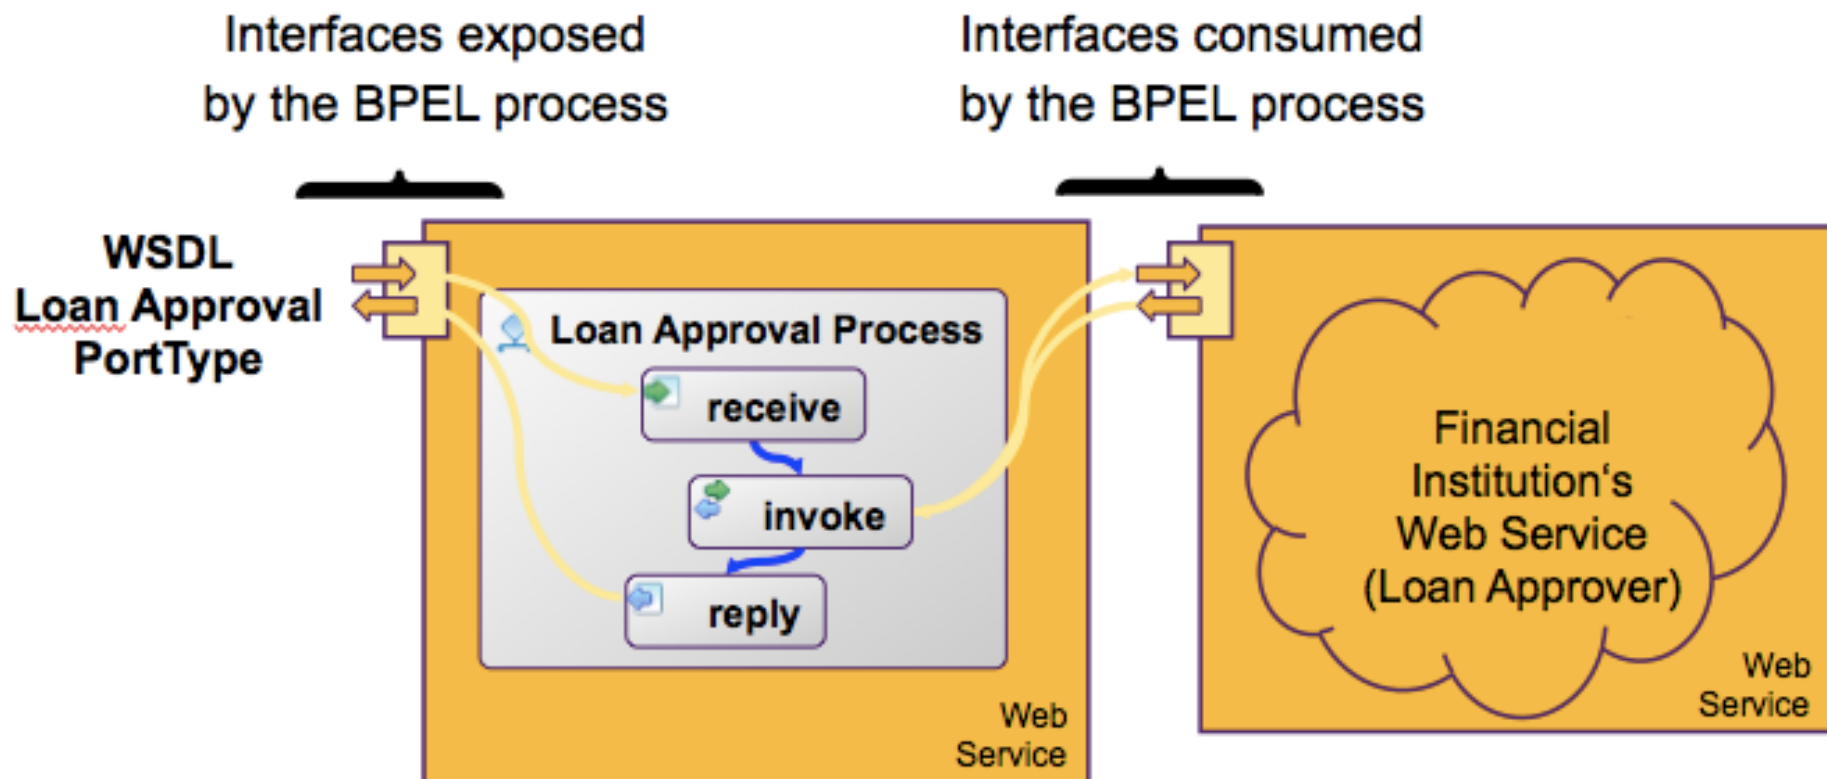 Interfaces exposed
by the BPEL process
Interfaces consumed
by the BPEL process
WSDL
Loan Approval
PortType
Loan Approval Process
receive
invoke
reply
Web
Service
Financial
Institution‘s
Web Service
(Loan Approver)
Web
Service